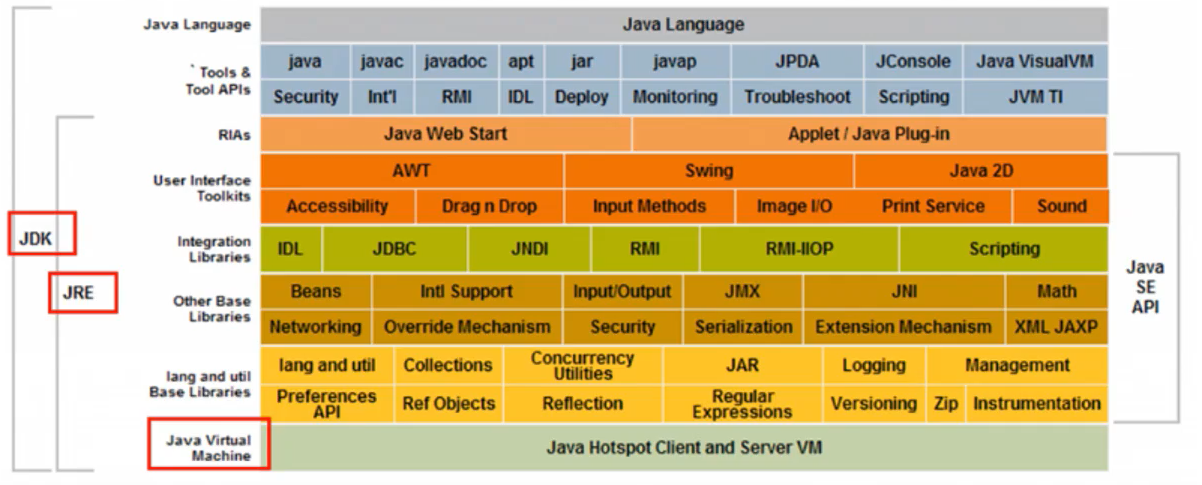 Java Language Java Language
` Tools & Tool APIs
java javac javadoc apt jar javap JPDA JConsole Java VisualVM
Security Int'l RMI IDL Deploy Monitoring Troubleshoot Scripting JVM TI
RIAs Java Web Start Applet / Java Plug-in
User Interface Toolkits
AWT Swing Java 2D
Accessibility Drag n Drop Input Methods Image I/O Print Service Sound
JDK
Integration Libraries
IDL JDBC JNDI RMI RMI-IIOP Scripting
JRE
Other Base Libraries
Beans Intl Support Input/Output JMX JNI Math
Networking Override Mechanism Security Serialization Extension Mechanism XML JAXP
Java SE API
lang and util Base Libraries
lang and util Collections Concurrency Utilities JAR Logging Management
Preferences API Ref Objects Reflection Regular Expressions Versioning Zip Instrumentation
Java Virtual Machine
Java Hotspot Client and Server VM